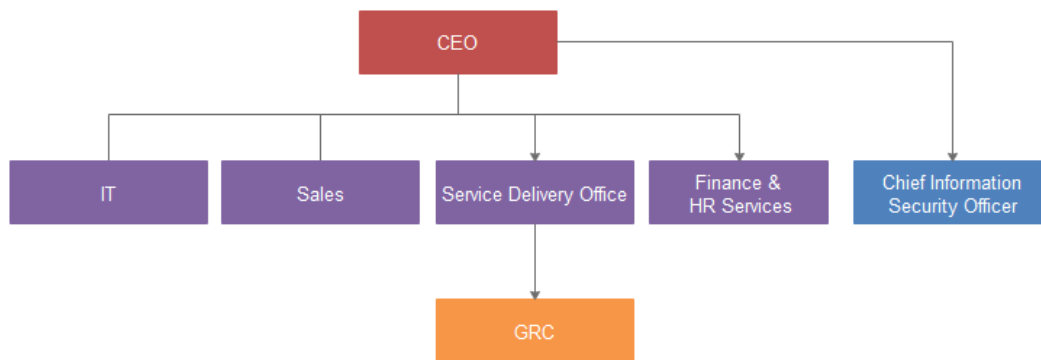 CEO
IT
Sales
Service Delivery Office
Finance &
HR Services
Chief Information
Security Officer
GRC